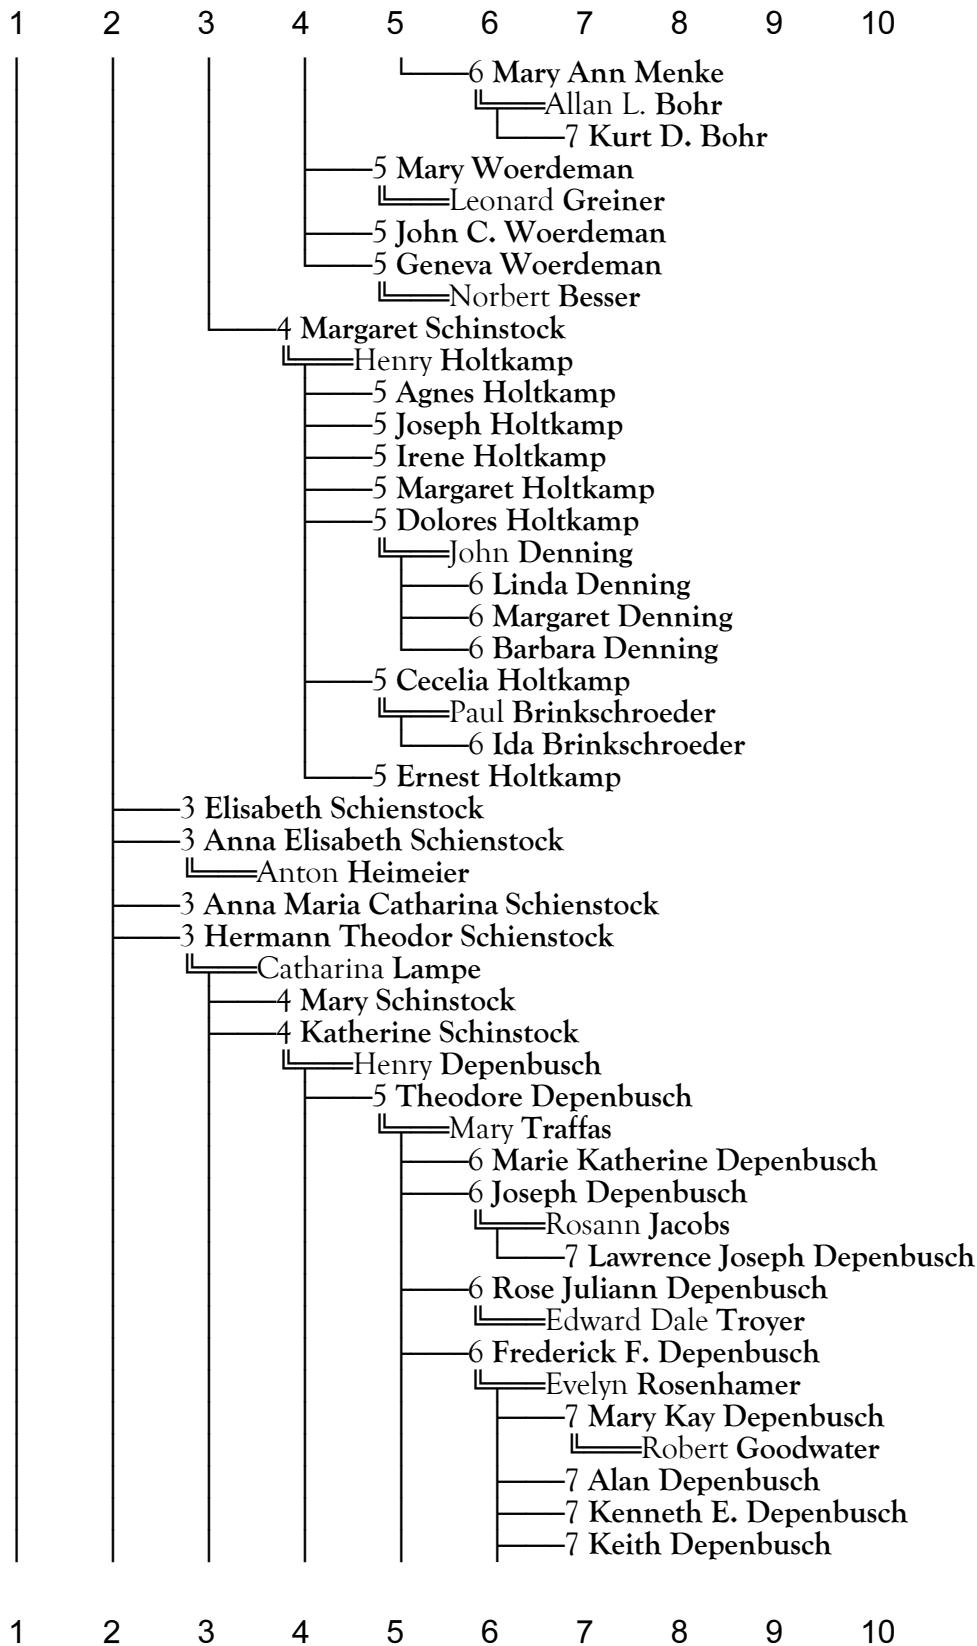 1 2 3 4 5 6 7 8 9 10
6 Mary Ann Menke
Allan L. Bohr
7 Kurt D. Bohr
5 Mary Woerdeman
Leonard Greiner
5 John C. Woerdeman
5 Geneva Woerdeman
Norbert Besser
4 Margaret Schinstock
Henry Holtkamp
5 Agnes Holtkamp
5 Joseph Holtkamp
5 Irene Holtkamp
5 Margaret Holtkamp
5 Dolores Holtkamp
John Denning
6 Linda Denning
6 Margaret Denning
6 Barbara Denning
5 Cecelia Holtkamp
Paul Brinkschroeder
6 Ida Brinkschroeder
5 Ernest Holtkamp
3 Elisabeth Schienstock
3 Anna Elisabeth Schienstock
Anton Heimeier
3 Anna Maria Catharina Schienstock
3 Hermann Theodor Schienstock
Catharina Lampe
4 Mary Schinstock
4 Katherine Schinstock
Henry Depenbusch
5 Theodore Depenbusch
Mary Traffas
6 Marie Katherine Depenbusch
6 Joseph Depenbusch
Rosann Jacobs
7 Lawrence Joseph Depenbusch
6 Rose Juliann Depenbusch
Edward Dale Troyer
6 Frederick F. Depenbusch
Evelyn Rosenhamer
7 Mary Kay Depenbusch
Robert Goodwater
7 Alan Depenbusch
7 Kenneth E. Depenbusch
7 Keith Depenbusch
1 2 3 4 5 6 7 8 9 10